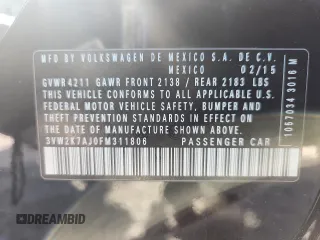 MFD BY VOLKSWAGEN DE MEXICO S.A. DE C.V.
MEXICO 02/15
GVWR4211 GAWR FRONT 2138 / REAR 2183 LBS
THIS VEHICLE CONFORMS TO ALL APPLICABLE U.S.
FEDERAL MOTOR VEHICLE SAFETY, BUMPER, AND
THEFT PREVENTION STANDARDS IN EFFECT ON THE
DATE OF MANUFACTURE SHOWN ABOVE.
3VW2K7AJ0FM311806 PASSENGER CAR
1057034 3016 M
DREAMBID